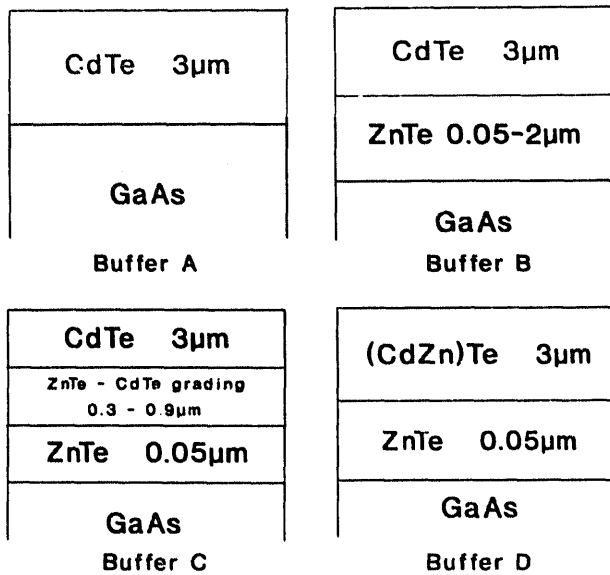 CdTe 3µm
GaAs
Buffer A
CdTe 3µm
ZnTe 0.05-2µm
GaAs
Buffer B
CdTe 3µm
ZnTe - CdTe grading
0.3 - 0.9µm
ZnTe 0.05µm
GaAs
Buffer C
(CdZn)Te 3µm
ZnTe 0.05µm
GaAs
Buffer D